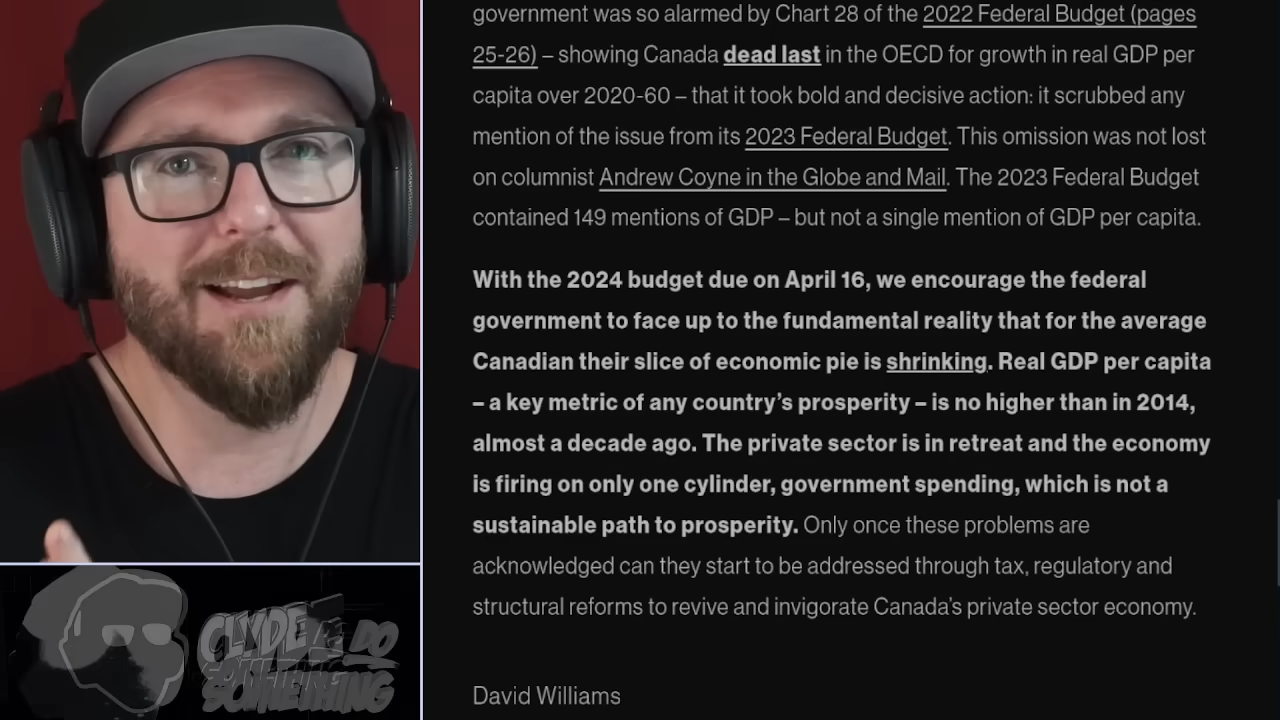 government was so alarmed by Chart 28 of the 2022 Federal Budget (pages
25-26) – showing Canada dead last in the OECD for growth in real GDP per
capita over 2020-60 – that it took bold and decisive action: it scrubbed any
mention of the issue from its 2023 Federal Budget. This omission was not lost
on columnist Andrew Coyne in the Globe and Mail. The 2023 Federal Budget
contained 149 mentions of GDP – but not a single mention of GDP per capita.
With the 2024 budget due on April 16, we encourage the federal
government to face up to the fundamental reality that for the average
Canadian their slice of economic pie is shrinking. Real GDP per capita
– a key metric of any country’s prosperity – is no higher than in 2014,
almost a decade ago. The private sector is in retreat and the economy
is firing on only one cylinder, government spending, which is not a
sustainable path to prosperity. Only once these problems are
acknowledged can they start to be addressed through tax, regulatory and
structural reforms to revive and invigorate Canada’s private sector economy.
David Williams
CLYDE DO
SOMETHING